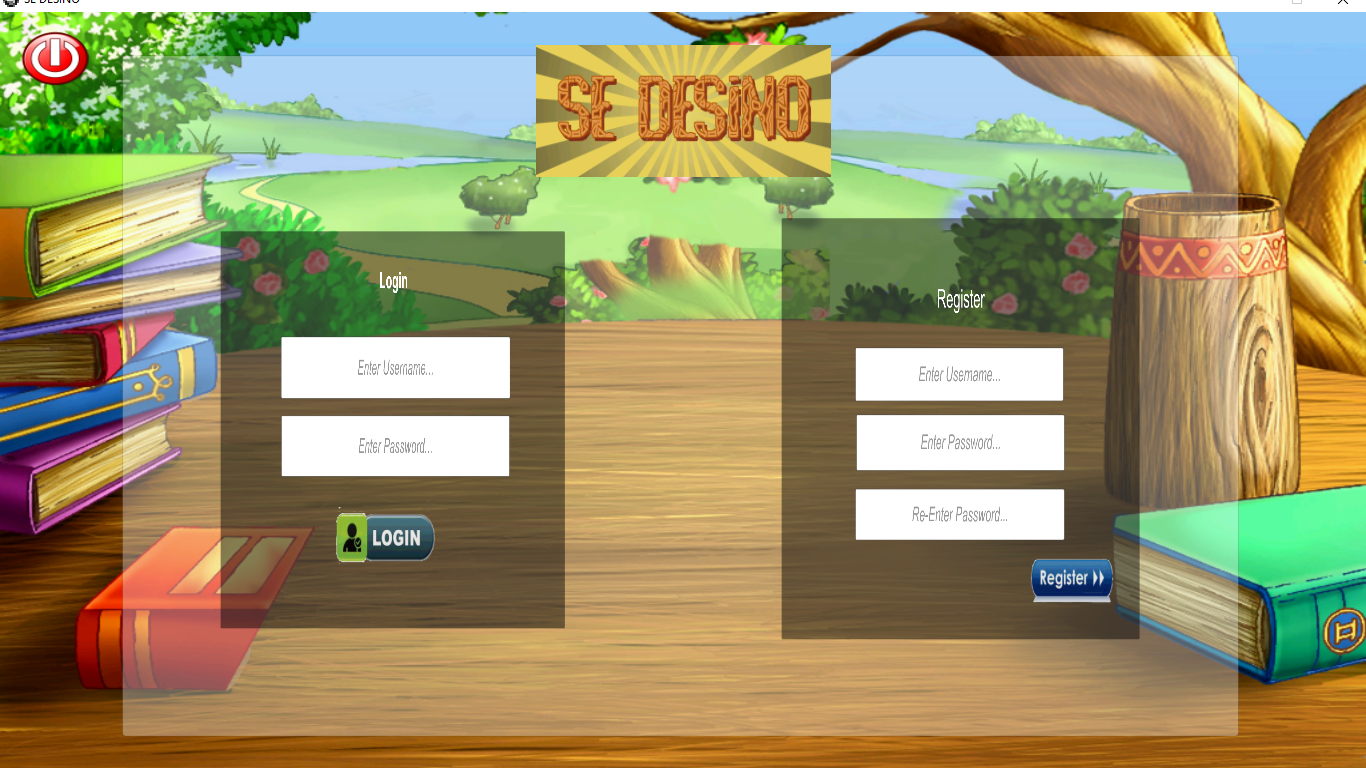 SE DESINO
SE DESiNO
Login
Enter Username...
Enter Password...
LOGIN
Register
Enter Username...
Enter Password...
Re-Enter Password...
Register